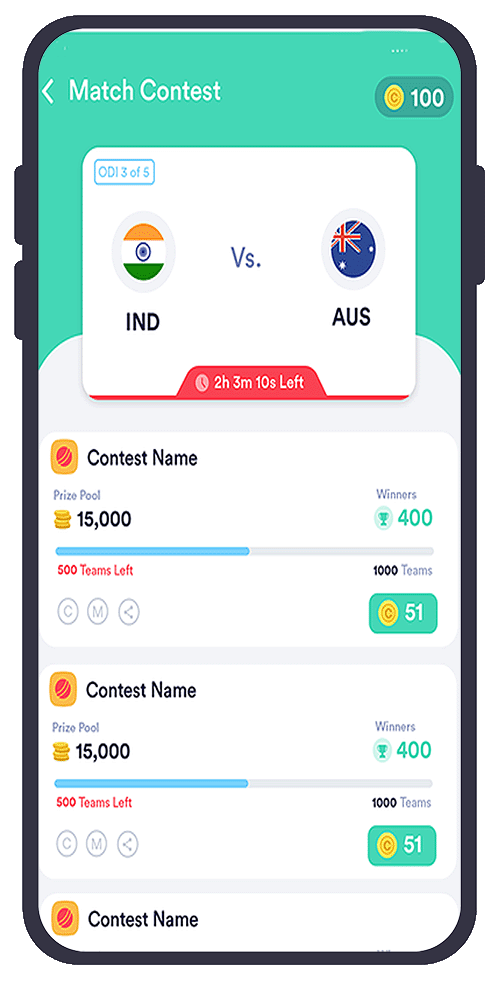 Match Contest
C 100
ODI 3 of 5
Vs.
IND
AUS
2h 3m 10s Left
Contest Name
Prize Pool
Winners
15,000
400
500 Teams Left
1000 Teams
C M
C 51
Contest Name
Prize Pool
Winners
15,000
400
500 Teams Left
1000 Teams
C M
C 51
Contest Name